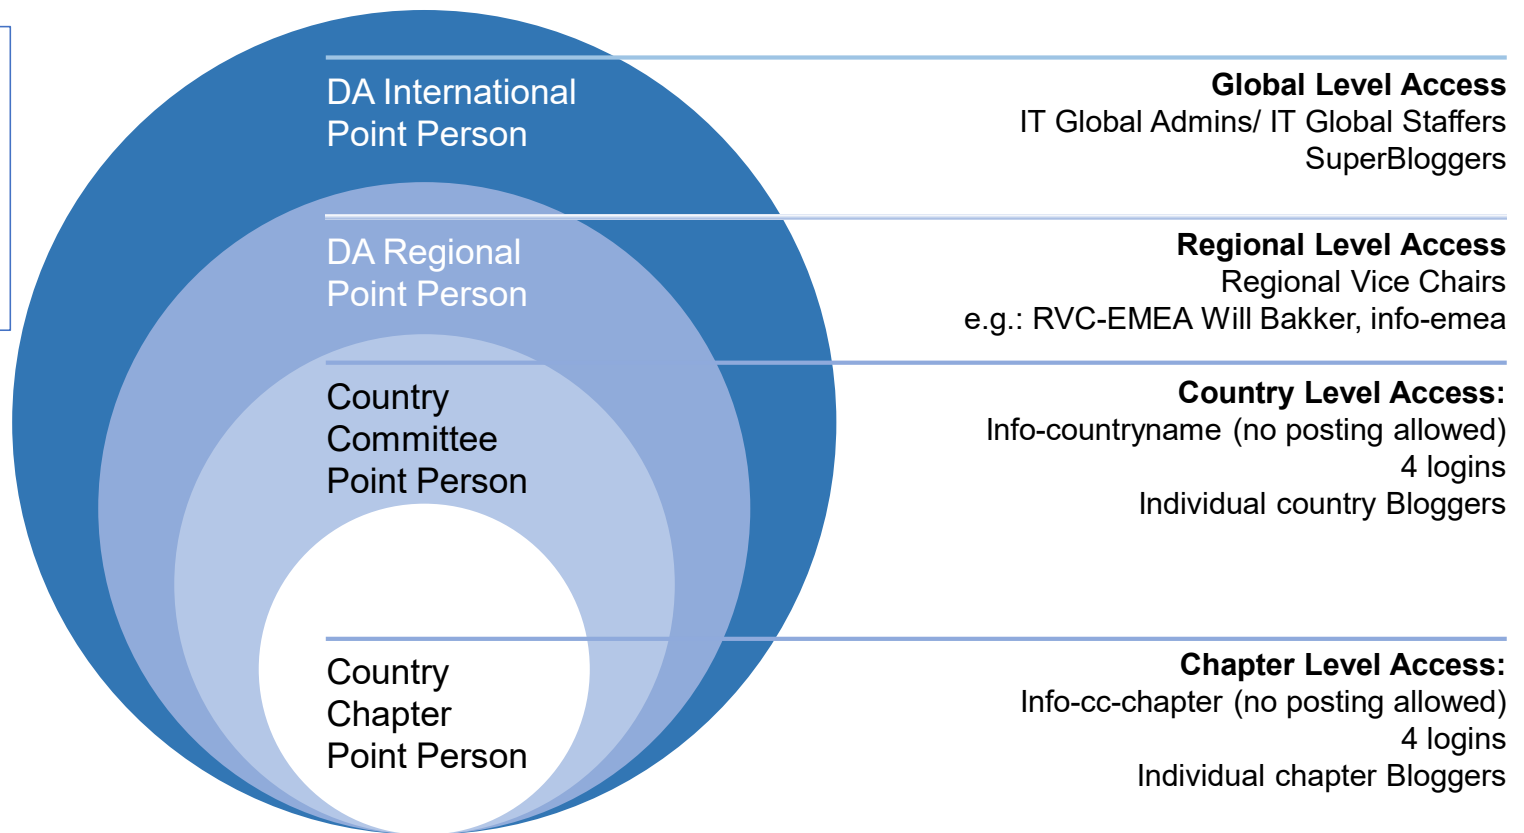 DA International
Point Person
Global Level Access
IT Global Admins/ IT Global Staffers
SuperBloggers
DA Regional
Point Person
Regional Level Access
Regional Vice Chairs
e.g.: RVC-EMEA Will Bakker, info-emea
Country
Committee
Point Person
Country Level Access:
Info-countryname (no posting allowed)
4 logins
Individual country Bloggers
Country
Chapter
Point Person
Chapter Level Access:
Info-cc-chapter (no posting allowed)
4 logins
Individual chapter Bloggers